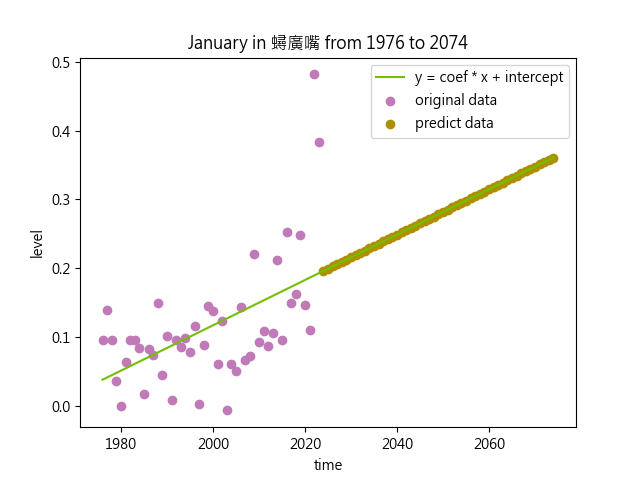 January in 蟳廣嘴 from 1976 to 2074
y = coef * x + intercept
original data
predict data
level
0.5
0.4
0.3
0.2
0.1
0.0
1980 2000 2020 2040 2060
time